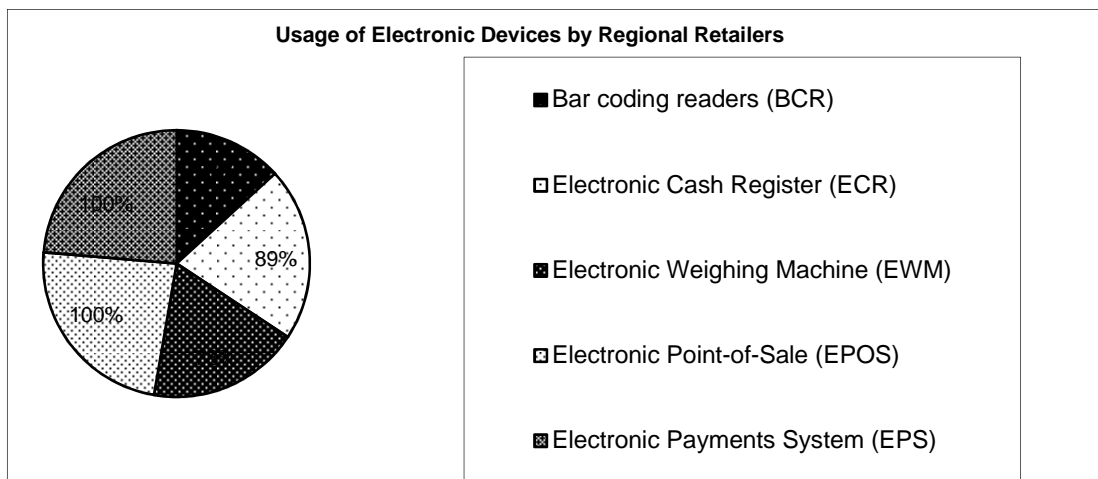 Usage of Electronic Devices by Regional Retailers
Bar coding readers (BCR)
Electronic Cash Register (ECR)
Electronic Weighing Machine (EWM)
Electronic Point-of-Sale (EPOS)
Electronic Payments System (EPS)
100%
89%
100%